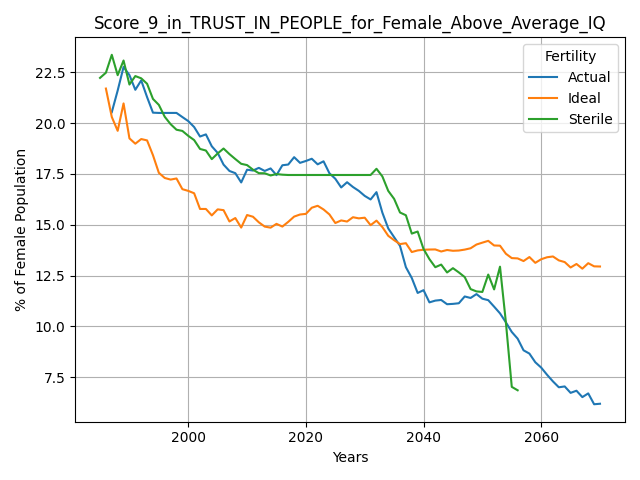 Score_9_in_TRUST_IN_PEOPLE_for_Female_Above_Average_IQ
Fertility
Actual
Ideal
Sterile
% of Female Population
22.5
20.0
17.5
15.0
12.5
10.0
7.5
2000 2020 2040 2060
Years